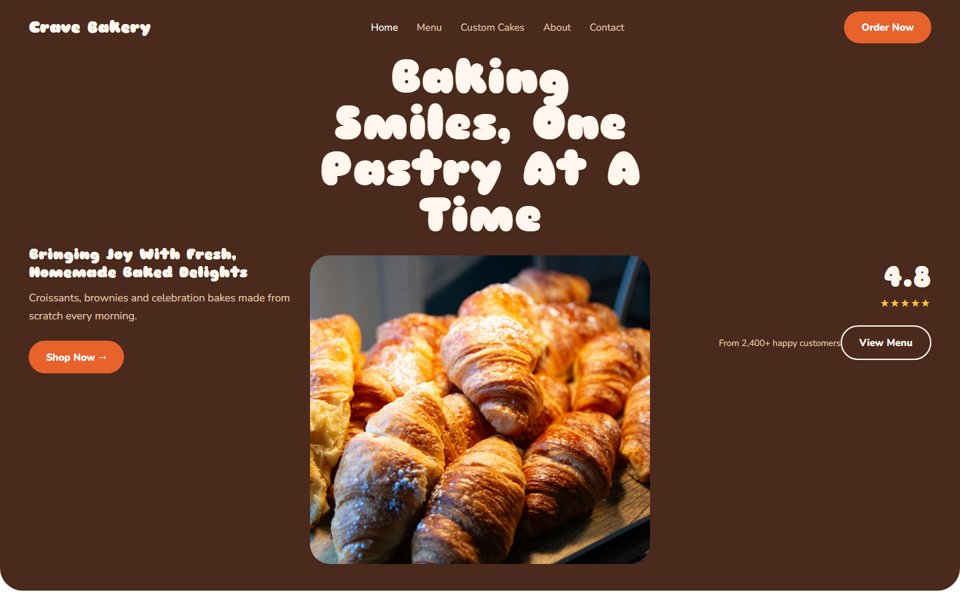 Crave Bakery
Home
Menu
Custom Cakes
About
Contact
Order Now
Baking
Smiles, One
Pastry At A
Time
Bringing Joy With Fresh,
Homemade Baked Delights
Croissants, brownies and celebration bakes made from
scratch every morning.
Shop Now →
4.8
★★★★★
From 2,400+ happy customers
View Menu